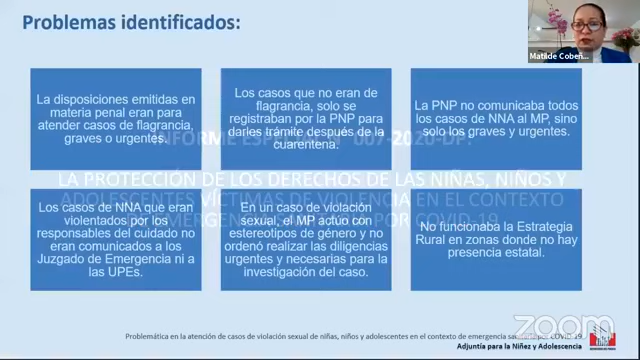 Problemas identificados:
Matilde Cobeñ...
La disposiciones emitidas en
materia penal eran para
atender casos de flagrancia,
graves o urgentes.
Los casos que no eran de
flagrancia, solo se
registraban por la PNP para
darles trámite después de la
cuarentena.
La PNP no comunicaba todos
los casos de NNA al MP, sino
solo los graves y urgentes.
INFORME ESPECIAL N° 007-2020-DP:
LA PROTECCIÓN DE LOS DERECHOS DE LAS NIÑAS, NIÑOS Y
ADOLESCENTES VÍCTIMAS DE VIOLENCIA EN EL CONTEXTO
EMERGENCIA POR COVID-19
Los casos de NNA que eran
violentados por los
responsables del cuidado no
eran comunicados a los
Juzgado de Emergencia ni a
las UPEs.
En un caso de violación
sexual, el MP actúo con
estereotipos de género y no
ordenó realizar las diligencias
urgentes y necesarias para la
investigación del caso.
No funcionaba la Estrategia
Rural en zonas donde no hay
presencia estatal.
zoom
Problemática en la atención de casos de violación sexual de niñas, niños y adolescentes en el contexto de emergencia por COVID-19
Adjuntía para la Niñez y Adolescencia